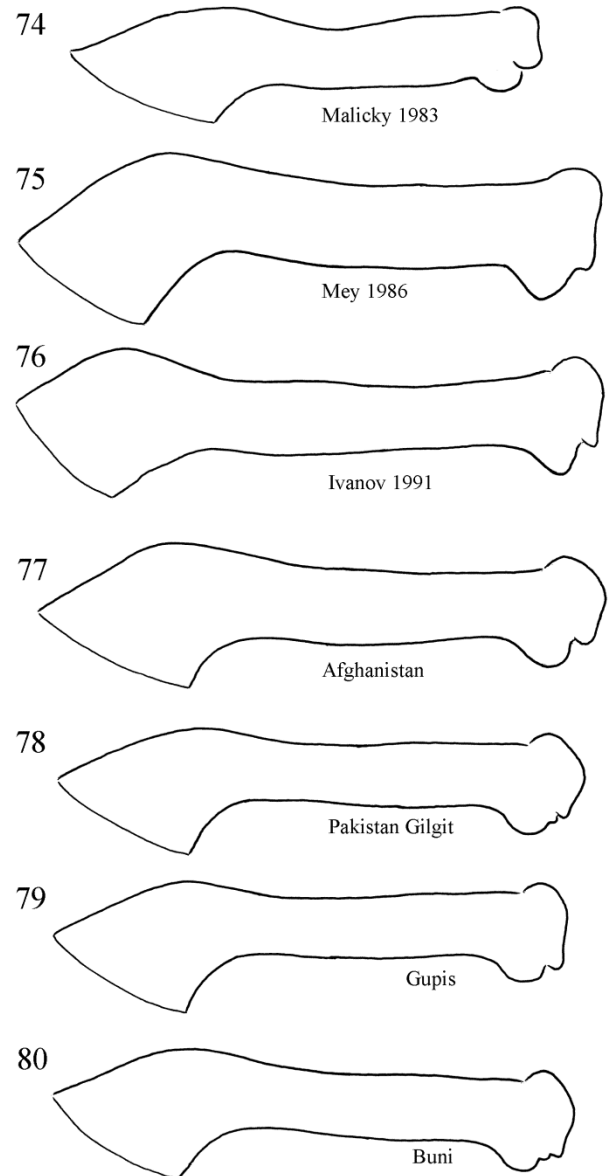 74
Malicky 1983
75
Mey 1986
76
Ivanov 1991
77
Afghanistan
78
Pakistan Gilgit
79
Gupis
80
Buni